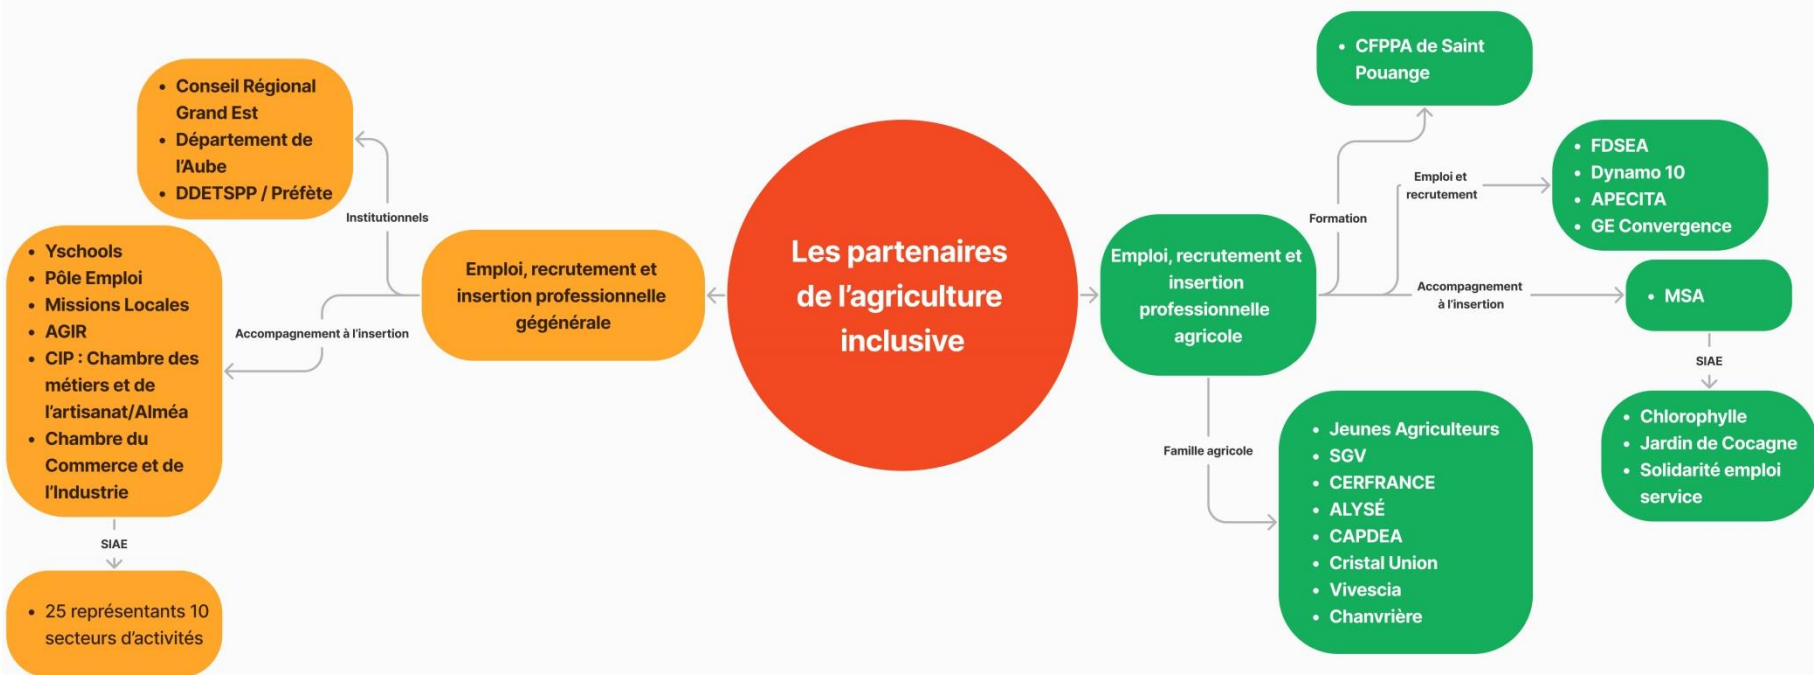 • Conseil Régional
Grand Est
• Département de
l'Aube
• DDETSPP / Préfète
Institutionnels
• Yschools
• Pôle Emploi
• Missions Locales
• AGIR
• CIP : Chambre des
métiers et de
l'artisanat/Alméa
• Chambre du
Commerce et de
l'Industrie
Accompagnement à l'insertion
SIAE
• 25 représentants 10
secteurs d'activités
Emploi, recrutement et
insertion professionnelle
gégénérale
Les partenaires
de l'agriculture
inclusive
Emploi, recrutement et
insertion
professionnelle
agricole
Formation
• CFPPA de Saint
Pouange
Emploi et
recrutement
• FDSEA
• Dynamo 10
• APECITA
• GE Convergence
Accompagnement
à l'insertion
• MSA
SIAE
• Chlorophylle
• Jardin de Cocagne
• Solidarité emploi
service
Famille agricole
• Jeunes Agriculteurs
• SGV
• CERFRANCE
• ALYSÉ
• CAPDEA
• Cristal Union
• Vivescia
• Chanvrière